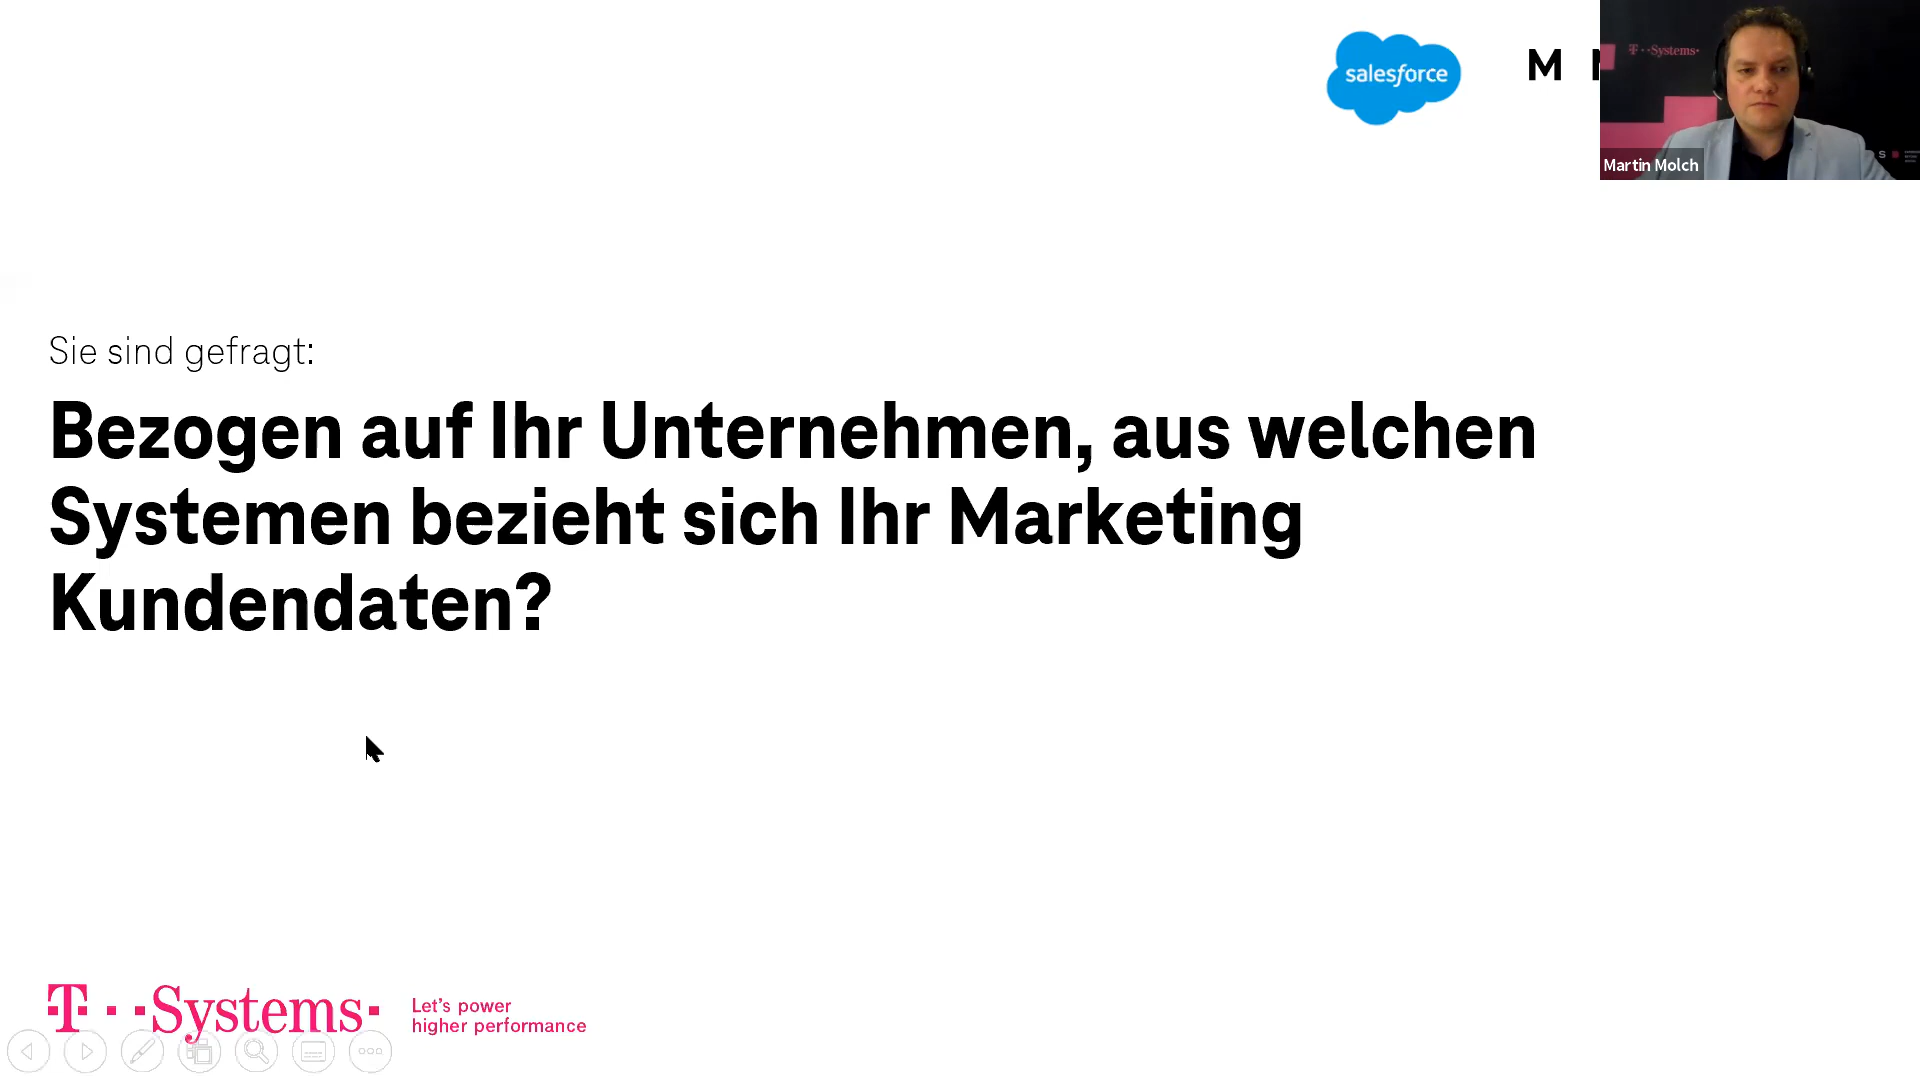 salesforce
M
T··Systems·
Martin Molch
Sie sind gefragt:
Bezogen auf Ihr Unternehmen, aus welchen
Systemen bezieht sich Ihr Marketing
Kundendaten?
T··Systems·
Let's power
higher performance